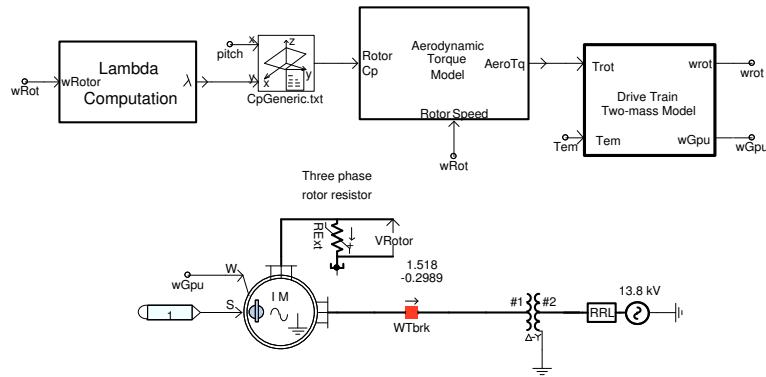 x
z
y
x
y
pitch
CpGeneric.txt
Lambda
Computation
wRotor
λ
wRot
Rotor
Cp
Aerodynamic
Torque
Model
AeroTq
Rotor Speed
wRot
Trot
wrot
wrot
Drive Train
Two-mass Model
Tem
Tem
wGpu
wGpu
Three phase
rotor resistor
RExt
+
VRotor
1.518
-0.2989
W
wGpu
S
1
I M
WTbrk
#1
#2
Δ-Y
RRL
13.8 kV